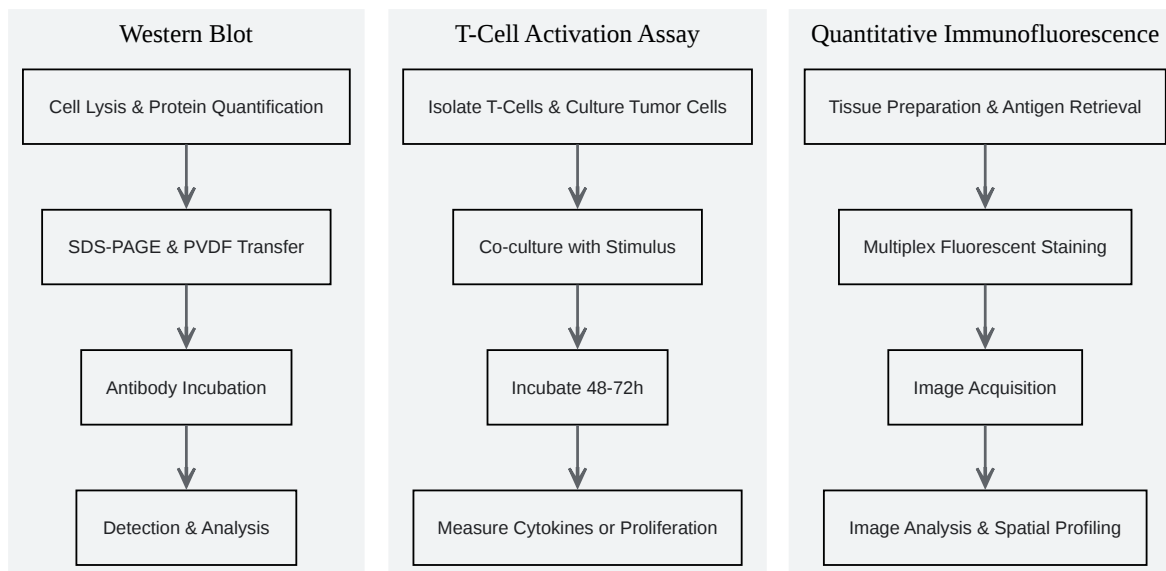 Western Blot
Cell Lysis & Protein Quantification
SDS-PAGE & PVDF Transfer
Antibody Incubation
Detection & Analysis
T-Cell Activation Assay
Isolate T-Cells & Culture Tumor Cells
Co-culture with Stimulus
Incubate 48-72h
Measure Cytokines or Proliferation
Quantitative Immunofluorescence
Tissue Preparation & Antigen Retrieval
Multiplex Fluorescent Staining
Image Acquisition
Image Analysis & Spatial Profiling